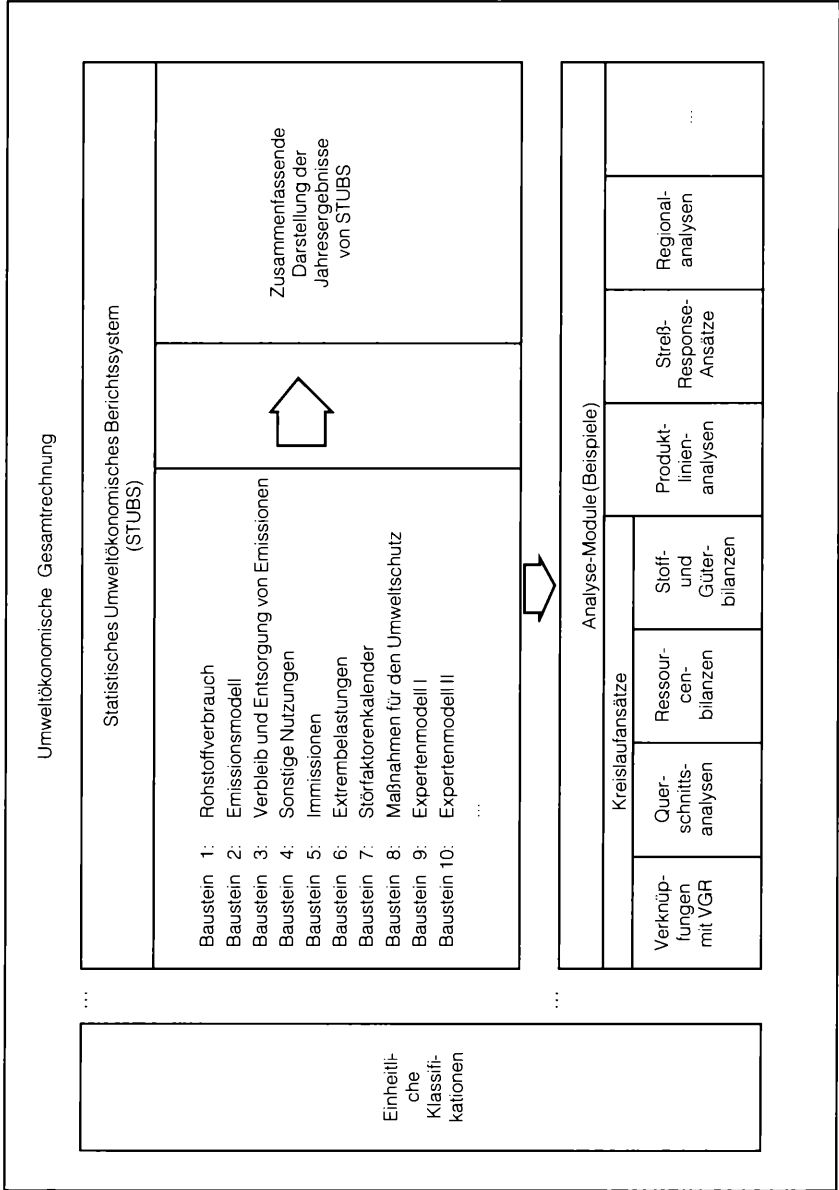 Umweltökonomische Gesamtrechnung
Einheitli-
che
Klassifi-
kationen
...
Statistisches Umweltökonomisches Berichtssystem
(STUBS)
Baustein 1: Rohstoffverbrauch
Baustein 2: Emissionsmodell
Baustein 3: Verbleib und Entsorgung von Emissionen
Baustein 4: Sonstige Nutzungen
Baustein 5: Immissionen
Baustein 6: Extrembelastungen
Baustein 7: Störfaktorenkalender
Baustein 8: Maßnahmen für den Umweltschutz
Baustein 9: Expertenmodell I
Baustein 10: Expertenmodell II
...
Zusammenfassende
Darstellung der
Jahresergebnisse
von STUBS
...
Analyse-Module (Beispiele)
Kreislaufansätze
Verknüp-
fungen
mit VGR
Quer-
schnitts-
analysen
Ressour-
cen-
bilanzen
Stoff-
und
Güter-
bilanzen
Produkt-
linien-
analysen
Streß-
Response-
Ansätze
Regional-
analysen
...